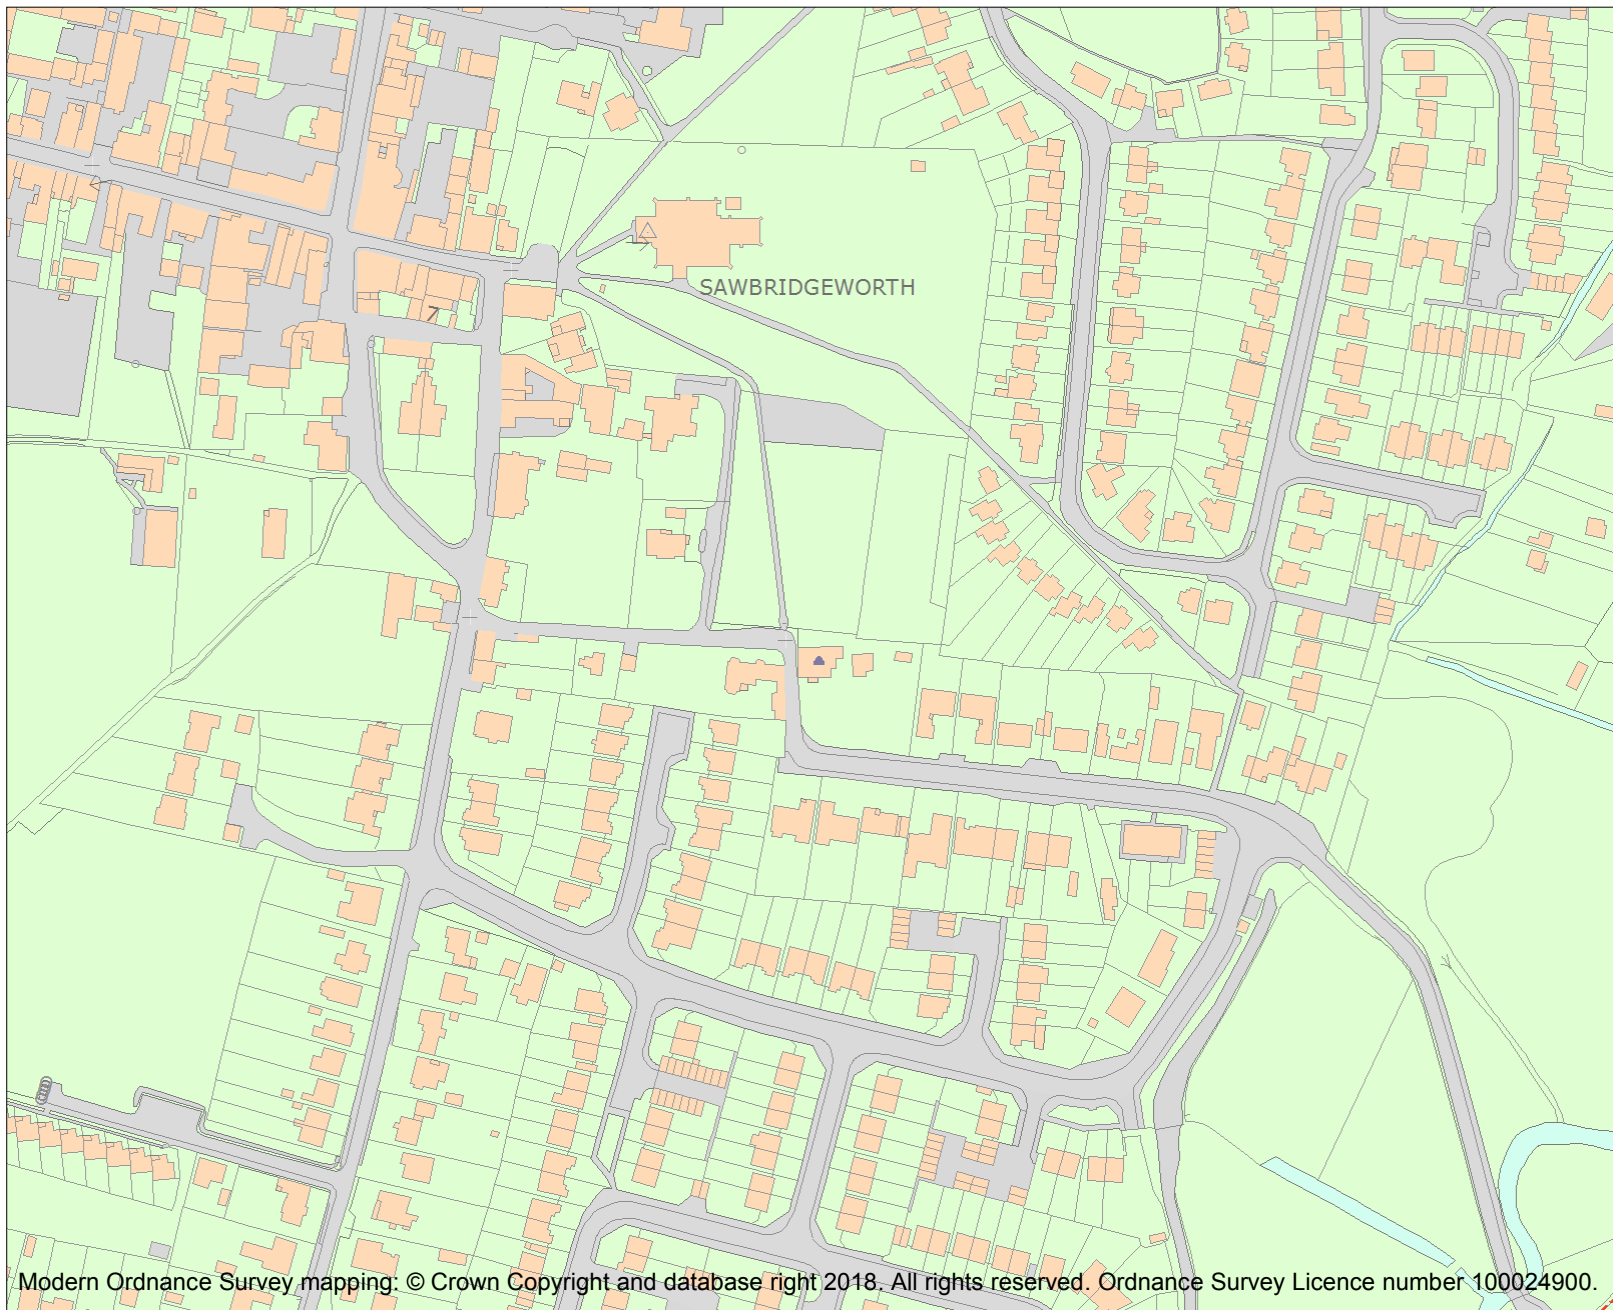 SAWBRIDGEWORTH
7
Modern Ordnance Survey mapping: © Crown Copyright and database right 2018. All rights reserved. Ordnance Survey Licence number 100024900.